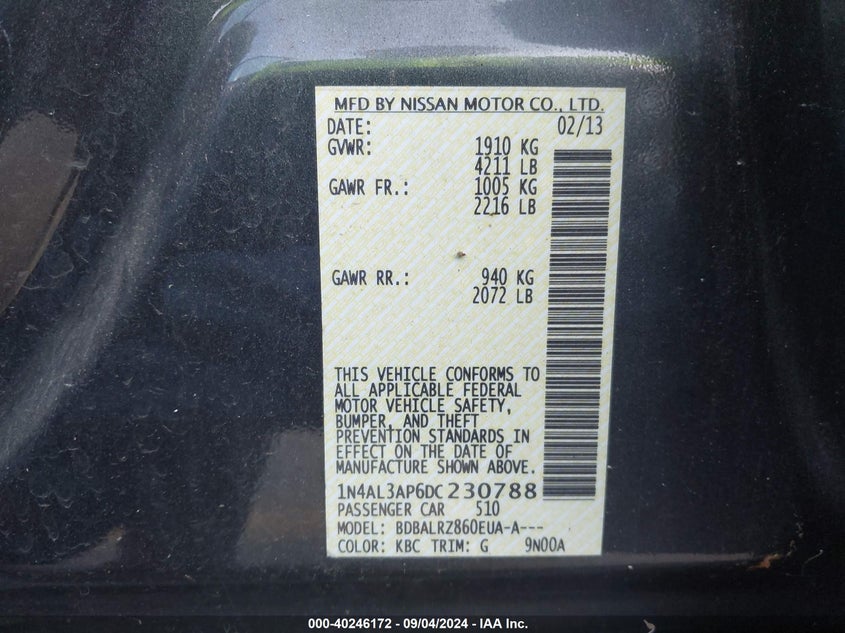 MFD BY NISSAN MOTOR CO., LTD.
DATE: 02/13
GVWR: 1910 KG
4211 LB
GAWR FR.: 1005 KG
2216 LB
GAWR RR.: 940 KG
2072 LB
THIS VEHICLE CONFORMS TO
ALL APPLICABLE FEDERAL
MOTOR VEHICLE SAFETY,
BUMPER, AND THEFT
PREVENTION STANDARDS IN
EFFECT ON THE DATE OF
MANUFACTURE SHOWN ABOVE.
1N4AL3AP6DC230788
PASSENGER CAR 510
MODEL: BDBALRZ860EUA-A---
COLOR: KBC TRIM: G 9N00A
000-40246172 - 09/04/2024 - IAA Inc.